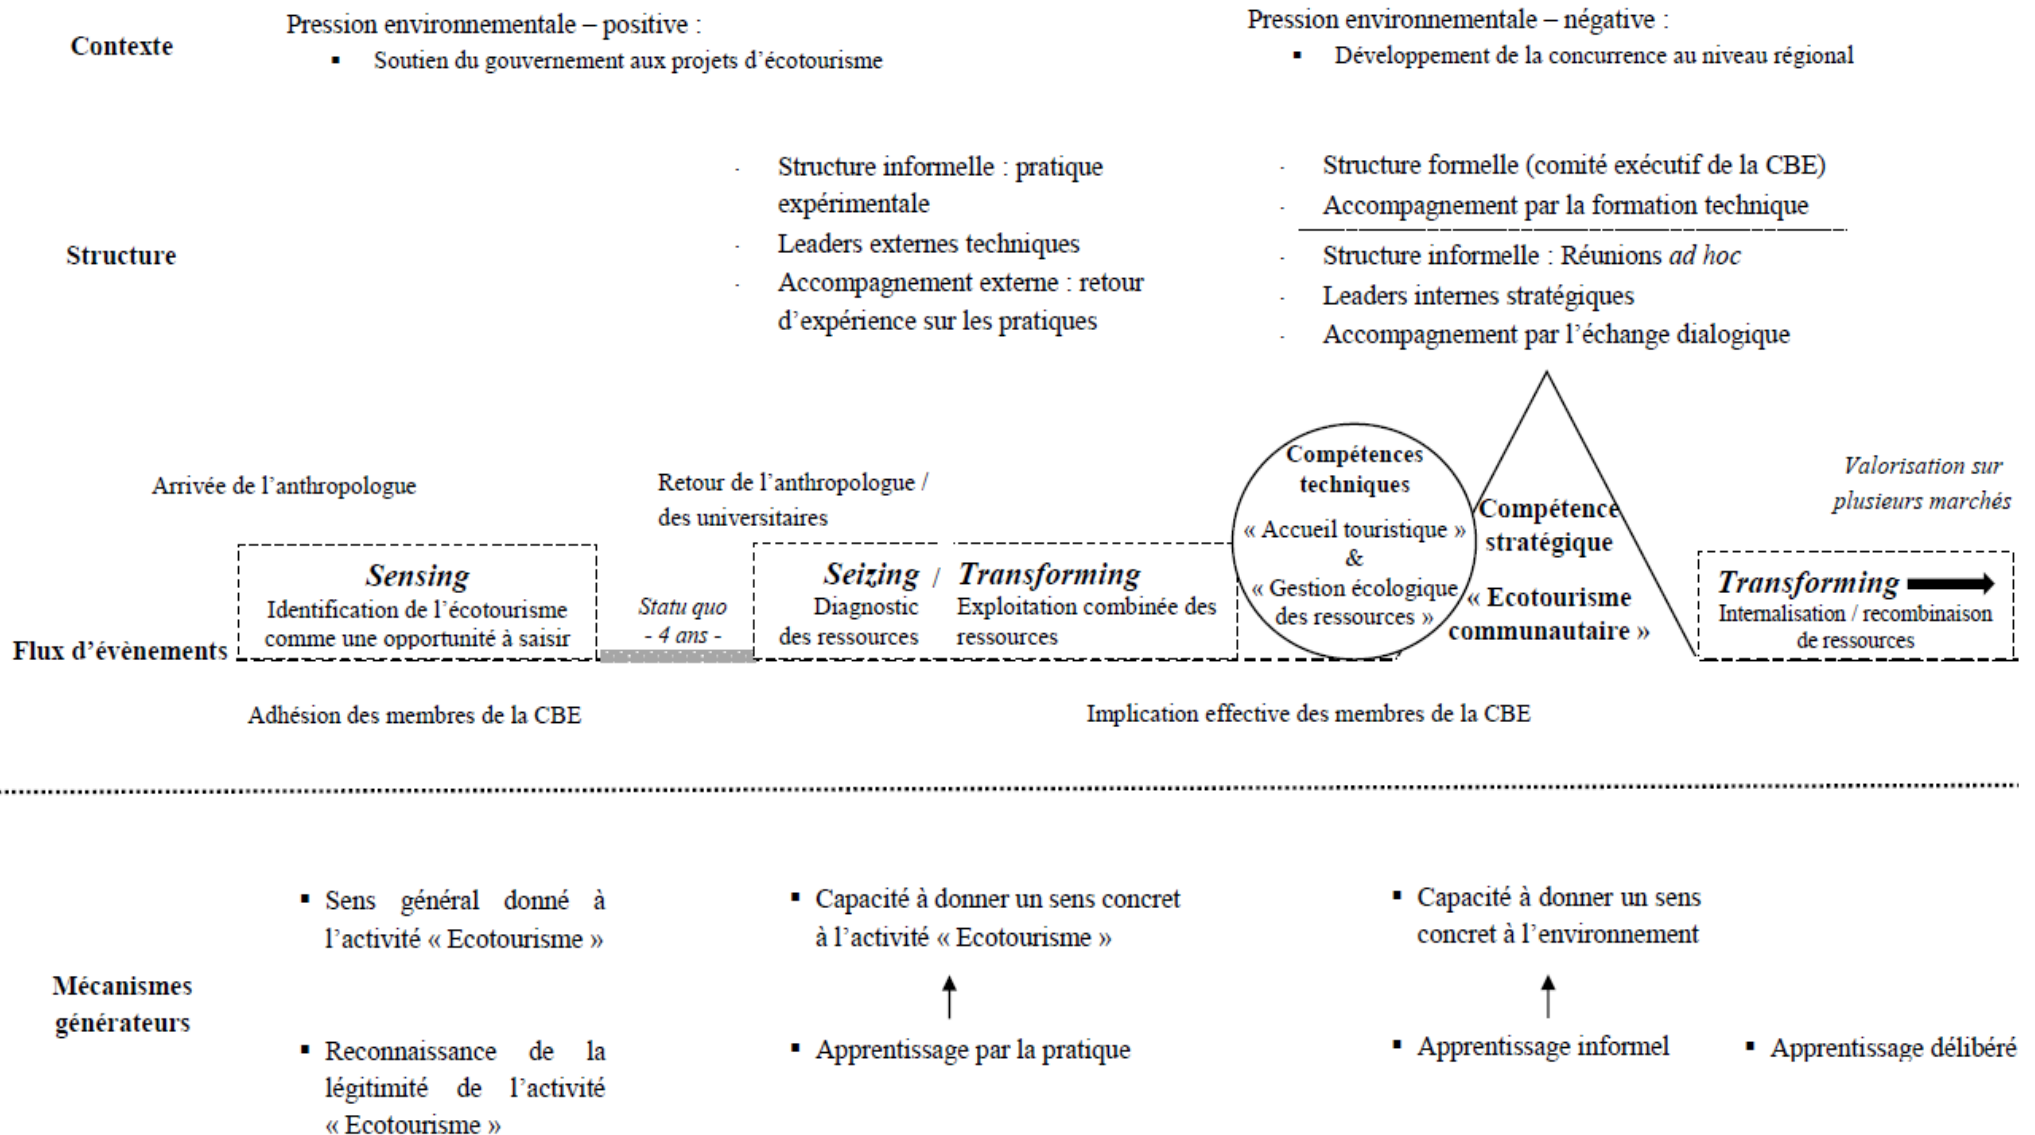 Contexte
Pression environnementale – positive :
▪ Soutien du gouvernement aux projets d’écotourisme
Pression environnementale – négative :
▪ Développement de la concurrence au niveau régional
Structure
- Structure informelle : pratique
expérimentale
- Leaders externes techniques
- Accompagnement externe : retour
d’expérience sur les pratiques
- Structure formelle (comité exécutif de la CBE)
- Accompagnement par la formation technique
- Structure informelle : Réunions ad hoc
- Leaders internes stratégiques
- Accompagnement par l’échange dialogique
Flux d’évènements
Arrivée de l’anthropologue
Sensing
Identification de l’écotourisme
comme une opportunité à saisir
Adhésion des membres de la CBE
Statu quo
- 4 ans -
Retour de l’anthropologue /
des universitaires
Seizing / Transforming
Diagnostic
des ressources
Exploitation combinée des
ressources
Compétences
techniques
« Accueil touristique »
&
« Gestion écologique
des ressources »
Compétence
stratégique
« Ecotourisme
communautaire »
Implication effective des membres de la CBE
Valorisation sur
plusieurs marchés
Transforming
Internalisation / recombinaison
de ressources
Mécanismes
générateurs
▪ Sens général donné à
l’activité « Ecotourisme »
▪ Reconnaissance de la
légitimité de l’activité
« Ecotourisme »
▪ Capacité à donner un sens concret
à l’activité « Ecotourisme »
▪ Apprentissage par la pratique
▪ Capacité à donner un sens
concret à l’environnement
▪ Apprentissage informel
▪ Apprentissage délibéré